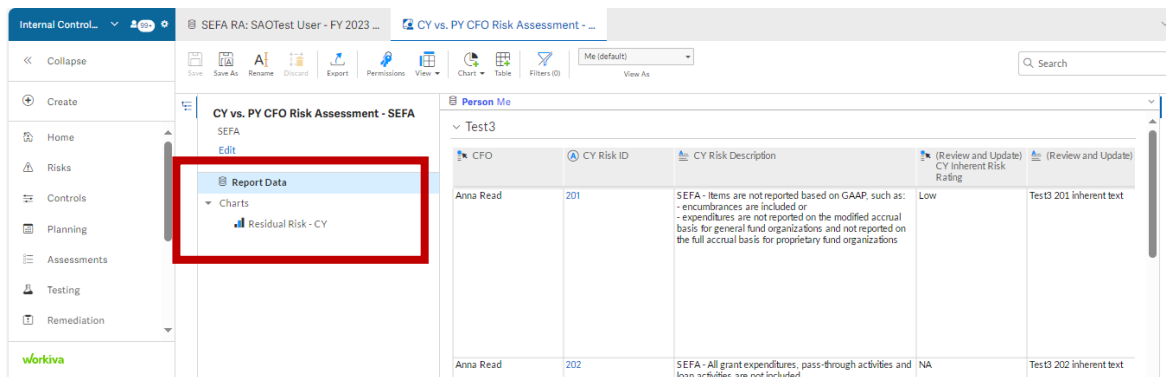 Internal Control... 99+
SEFA RA: SAOTest User - FY 2023 ...
CY vs. PY CFO Risk Assessment - ...
Collapse
Save
Save As
Rename
Discard
Export
Permissions
View
Chart
Table
Filters (0)
Me (default)
View As
Search
Create
Home
Risks
Controls
Planning
Assessments
Testing
Remediation
workiva
CY vs. PY CFO Risk Assessment - SEFA
SEFA
Edit
Report Data
Charts
Residual Risk - CY
Person Me
Test3
CFO
CY Risk ID
CY Risk Description
(Review and Update)
CY Inherent Risk
Rating
(Review and Update)
Anna Read
201
SEFA - Items are not reported based on GAAP, such as:
- encumbrances are included or
- expenditures are not reported on the modified accrual
basis for general fund organizations and not reported on
the full accrual basis for proprietary fund organizations
Low
Test3 201 inherent text
Anna Read
202
SEFA - All grant expenditures, pass-through activities and
loan activities are not included
NA
Test3 202 inherent text